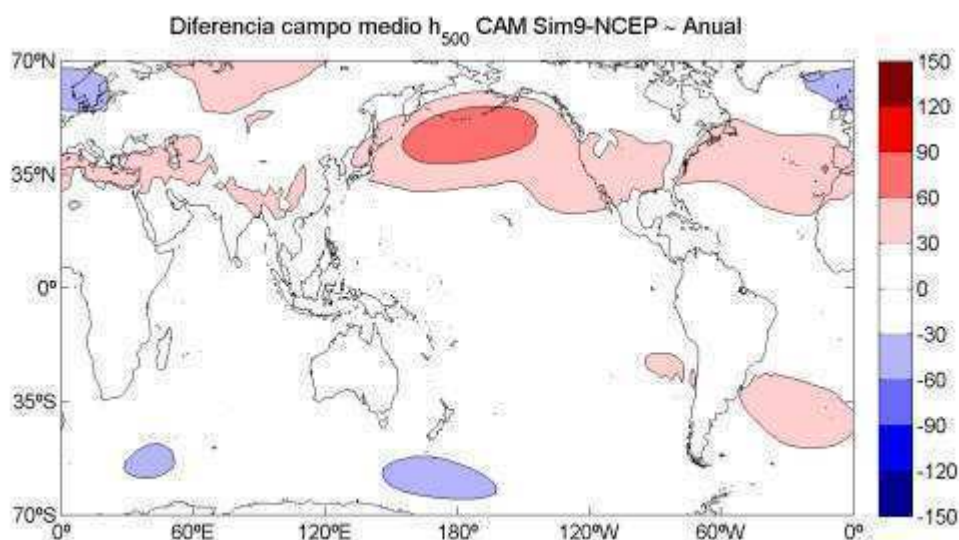 Diferencia campo medio h500 CAM Sim9-NCEP ~ Anual
70ºN
35ºN
0º
35ºS
70ºS
0º 60ºE 120ºE 180º 120ºW 60ºW 0º
150
120
90
60
30
0
-30
-60
-90
-120
-150